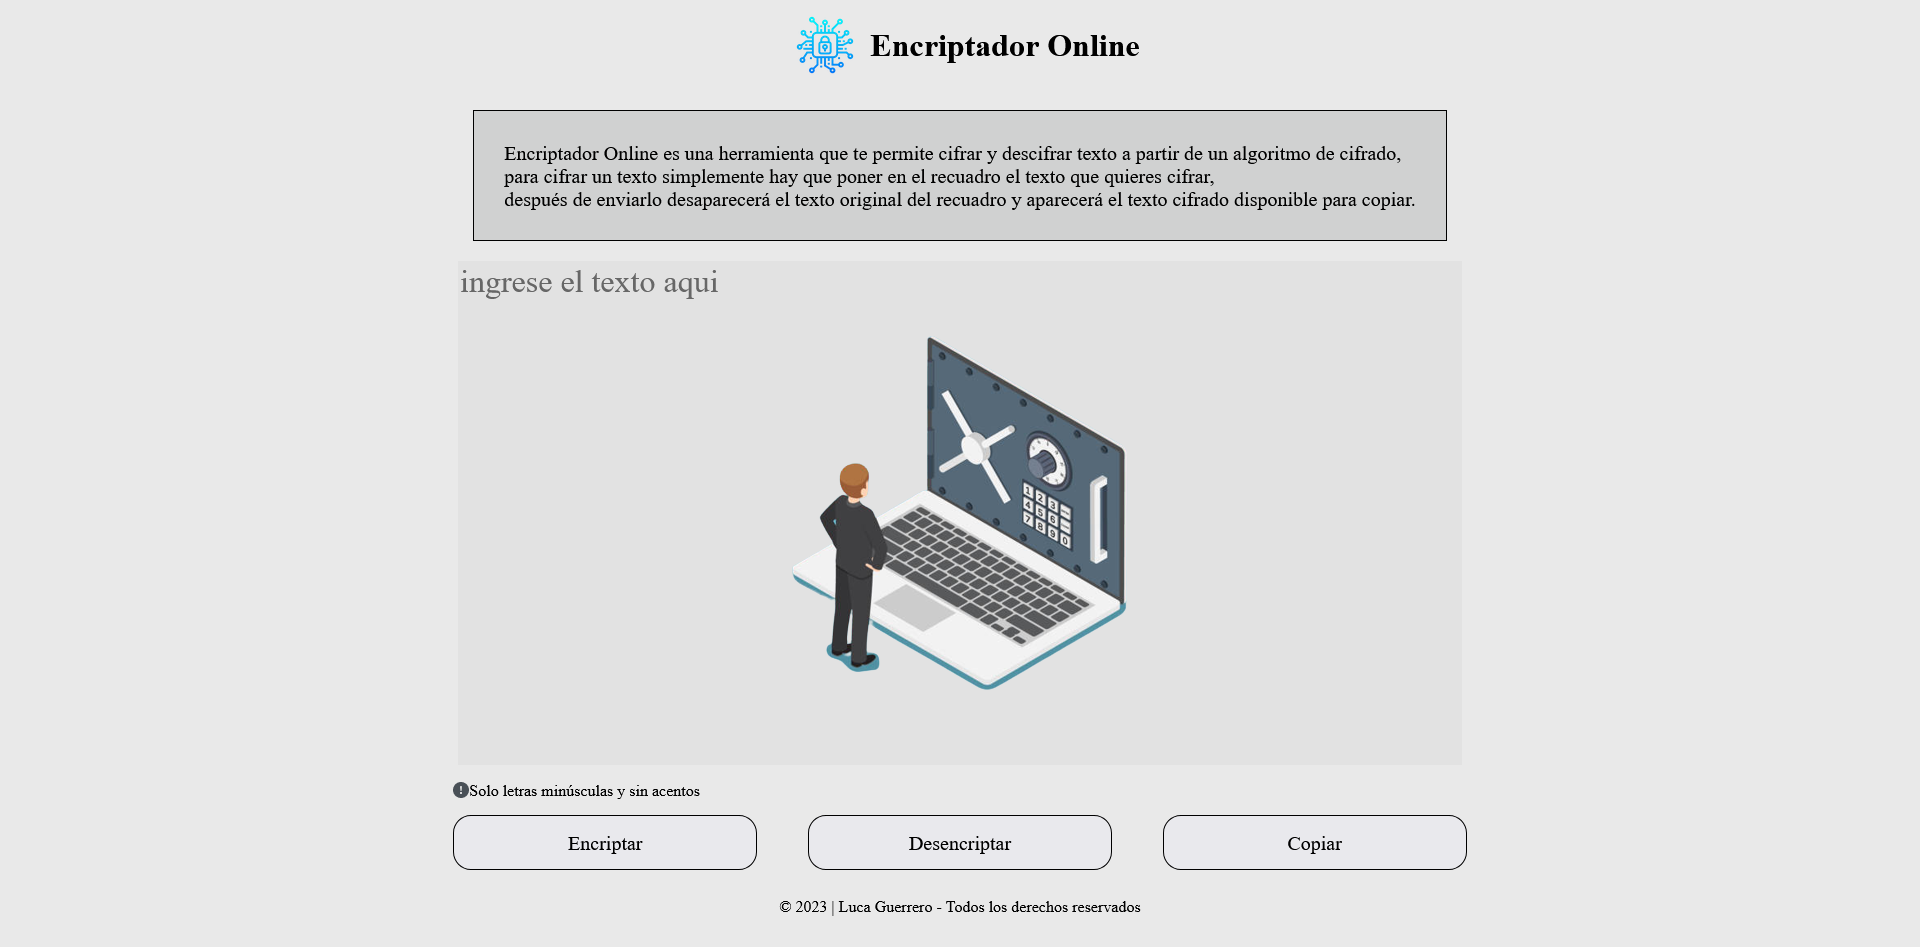 Encriptador Online
Encriptador Online es una herramienta que te permite cifrar y descifrar texto a partir de un algoritmo de cifrado,
para cifrar un texto simplemente hay que poner en el recuadro el texto que quieres cifrar,
después de enviarlo desaparecerá el texto original del recuadro y aparecerá el texto cifrado disponible para copiar.
ingrese el texto aqui
1 2 3
4 5 6
7 8 9 0
Solo letras minúsculas y sin acentos
Encriptar
Desencriptar
Copiar
© 2023 | Luca Guerrero - Todos los derechos reservados